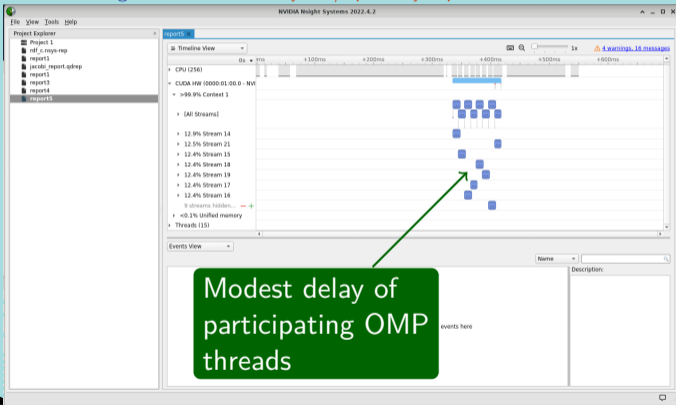 NVIDIA Nsight Systems 2022.4.2
File View Tools Help
Project Explorer
Project 1
rdf_c.nsys-rep
report1
jacobi_report.qdrep
report1
report3
report4
report5
report5
Timeline View
1x
4 warnings, 16 messages
0s
ms +100ms +200ms +300ms +400ms +500ms +600ms
CPU (256)
CUDA HW (0000:01:00.0 - NVI
>99.9% Context 1
[All Streams]
12.9% Stream 14
12.5% Stream 21
12.4% Stream 15
12.4% Stream 18
12.4% Stream 19
12.4% Stream 17
12.4% Stream 16
9 streams hidden...
<0.1% Unified memory
Threads (15)
Events View
Name
Description:
events here
Modest delay of
participating OMP
threads